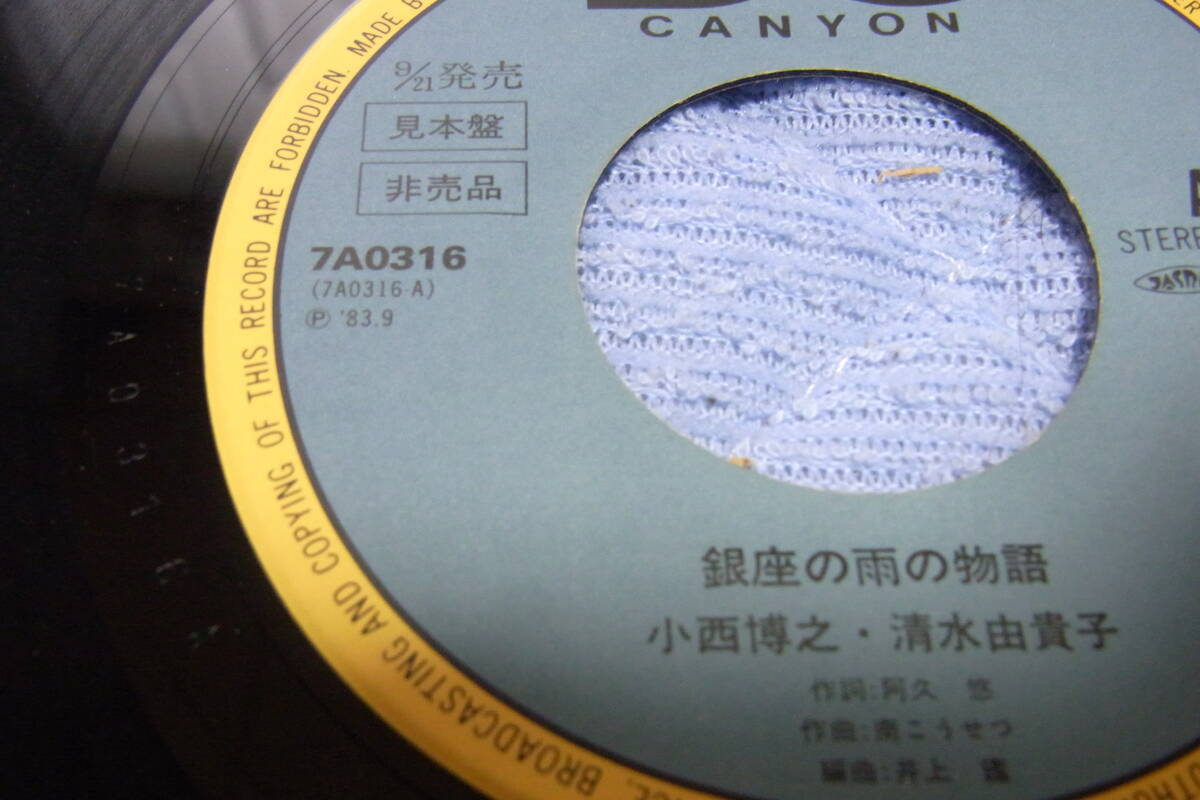 CANYON
9/21発売
見本盤
非売品
7A0316
(7A0316-A)
Ⓟ '83.9
STERE
銀座の雨の物語
小西博之・清水由貴子
作詞:阿久 悠
作曲:南こうせつ
編曲:井上 鑑
BROADCASTING AND COPYING OF THIS RECORD ARE FORBIDDEN. MADE B